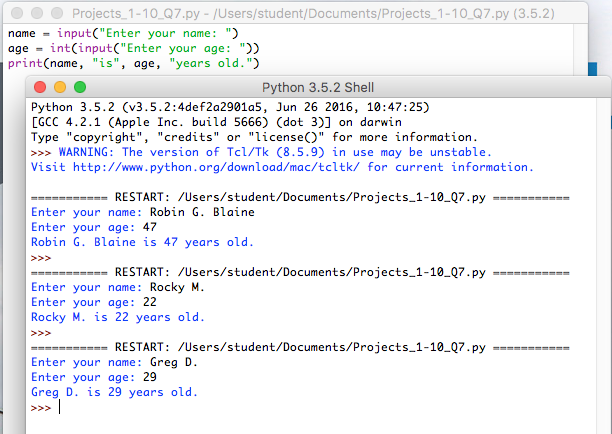 Projects_1-10_Q7.py - /Users/student/Documents/Projects_1-10_Q7.py (3.5.2)
name = input("Enter your name: ")
age = int(input("Enter your age: "))
print(name, "is", age, "years old.")
Python 3.5.2 Shell
Python 3.5.2 (v3.5.2:4def2a2901a5, Jun 26 2016, 10:47:25)
[GCC 4.2.1 (Apple Inc. build 5666) (dot 3)] on darwin
Type "copyright", "credits" or "license()" for more information.
>>> WARNING: The version of Tcl/Tk (8.5.9) in use may be unstable.
Visit http://www.python.org/download/mac/tcltk/ for current information.
=========== RESTART: /Users/student/Documents/Projects_1-10_Q7.py ===========
Enter your name: Robin G. Blaine
Enter your age: 47
Robin G. Blaine is 47 years old.
>>>
=========== RESTART: /Users/student/Documents/Projects_1-10_Q7.py ===========
Enter your name: Rocky M.
Enter your age: 22
Rocky M. is 22 years old.
>>>
=========== RESTART: /Users/student/Documents/Projects_1-10_Q7.py ===========
Enter your name: Greg D.
Enter your age: 29
Greg D. is 29 years old.
>>>